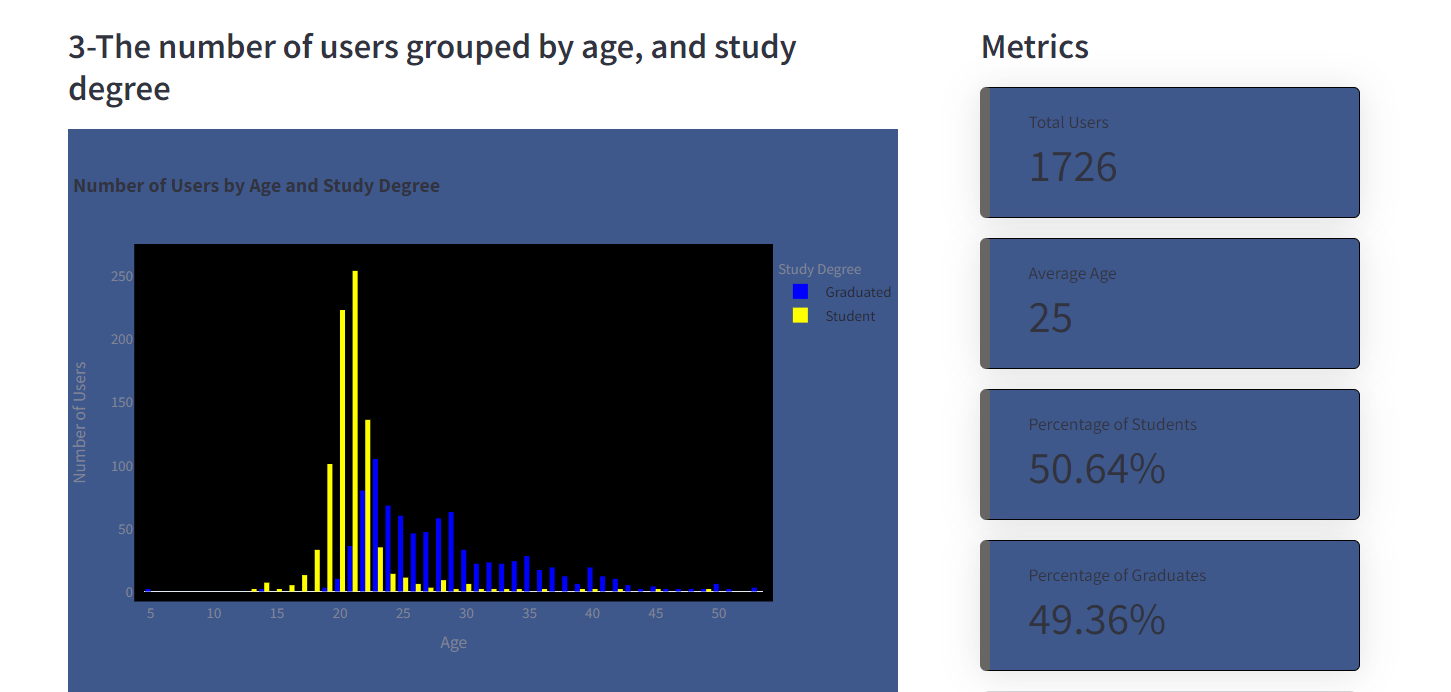 3-The number of users grouped by age, and study
degree
Number of Users by Age and Study Degree
Number of Users
250
200
150
100
50
0
5 10 15 20 25 30 35 40 45 50
Age
Study Degree
Graduated
Student
Metrics
Total Users
1726
Average Age
25
Percentage of Students
50.64%
Percentage of Graduates
49.36%